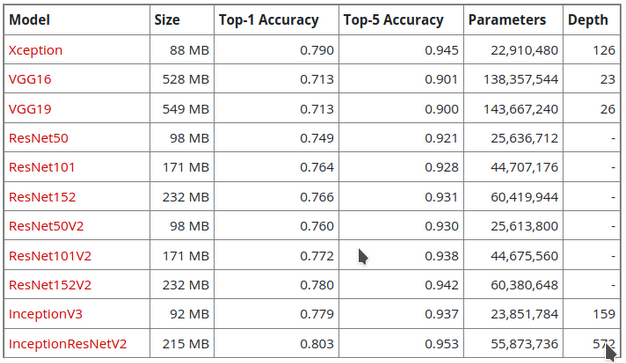 Model Size Top-1 Accuracy Top-5 Accuracy Parameters Depth
Xception 88 MB 0.790 0.945 22,910,480 126
VGG16 528 MB 0.713 0.901 138,357,544 23
VGG19 549 MB 0.713 0.900 143,667,240 26
ResNet50 98 MB 0.749 0.921 25,636,712 -
ResNet101 171 MB 0.764 0.928 44,707,176 -
ResNet152 232 MB 0.766 0.931 60,419,944 -
ResNet50V2 98 MB 0.760 0.930 25,613,800 -
ResNet101V2 171 MB 0.772 0.938 44,675,560 -
ResNet152V2 232 MB 0.780 0.942 60,380,648 -
InceptionV3 92 MB 0.779 0.937 23,851,784 159
InceptionResNetV2 215 MB 0.803 0.953 55,873,736 572